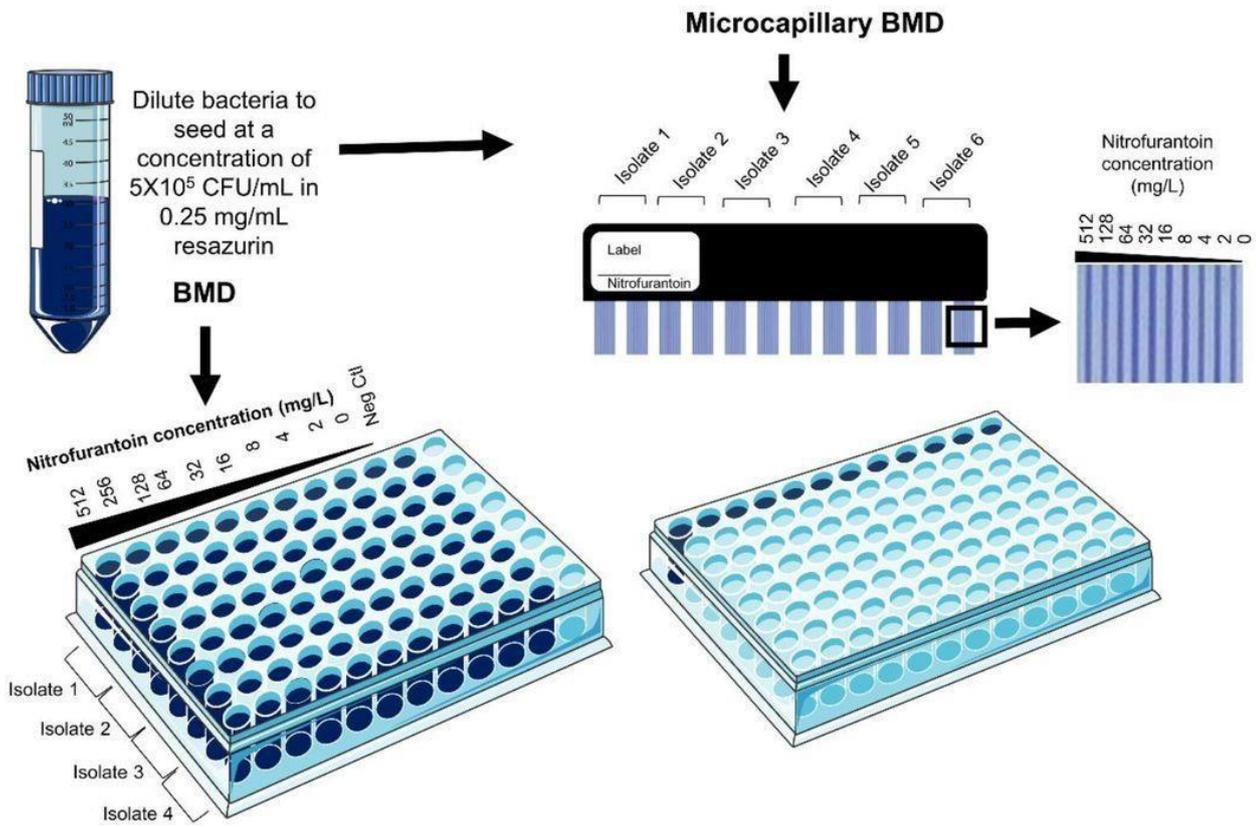 Microcapillary BMD
Dilute bacteria to
seed at a
concentration of
5X10⁵ CFU/mL in
0.25 mg/mL
resazurin
BMD
Isolate 1
Isolate 2
Isolate 3
Isolate 4
Isolate 5
Isolate 6
Label
Nitrofurantoin
Nitrofurantoin
concentration
(mg/L)
512
128
64
32
16
8
4
2
0
Nitrofurantoin concentration (mg/L)
512
256
128
64
32
16
8
4
2
0
Neg Ctl
Isolate 1
Isolate 2
Isolate 3
Isolate 4